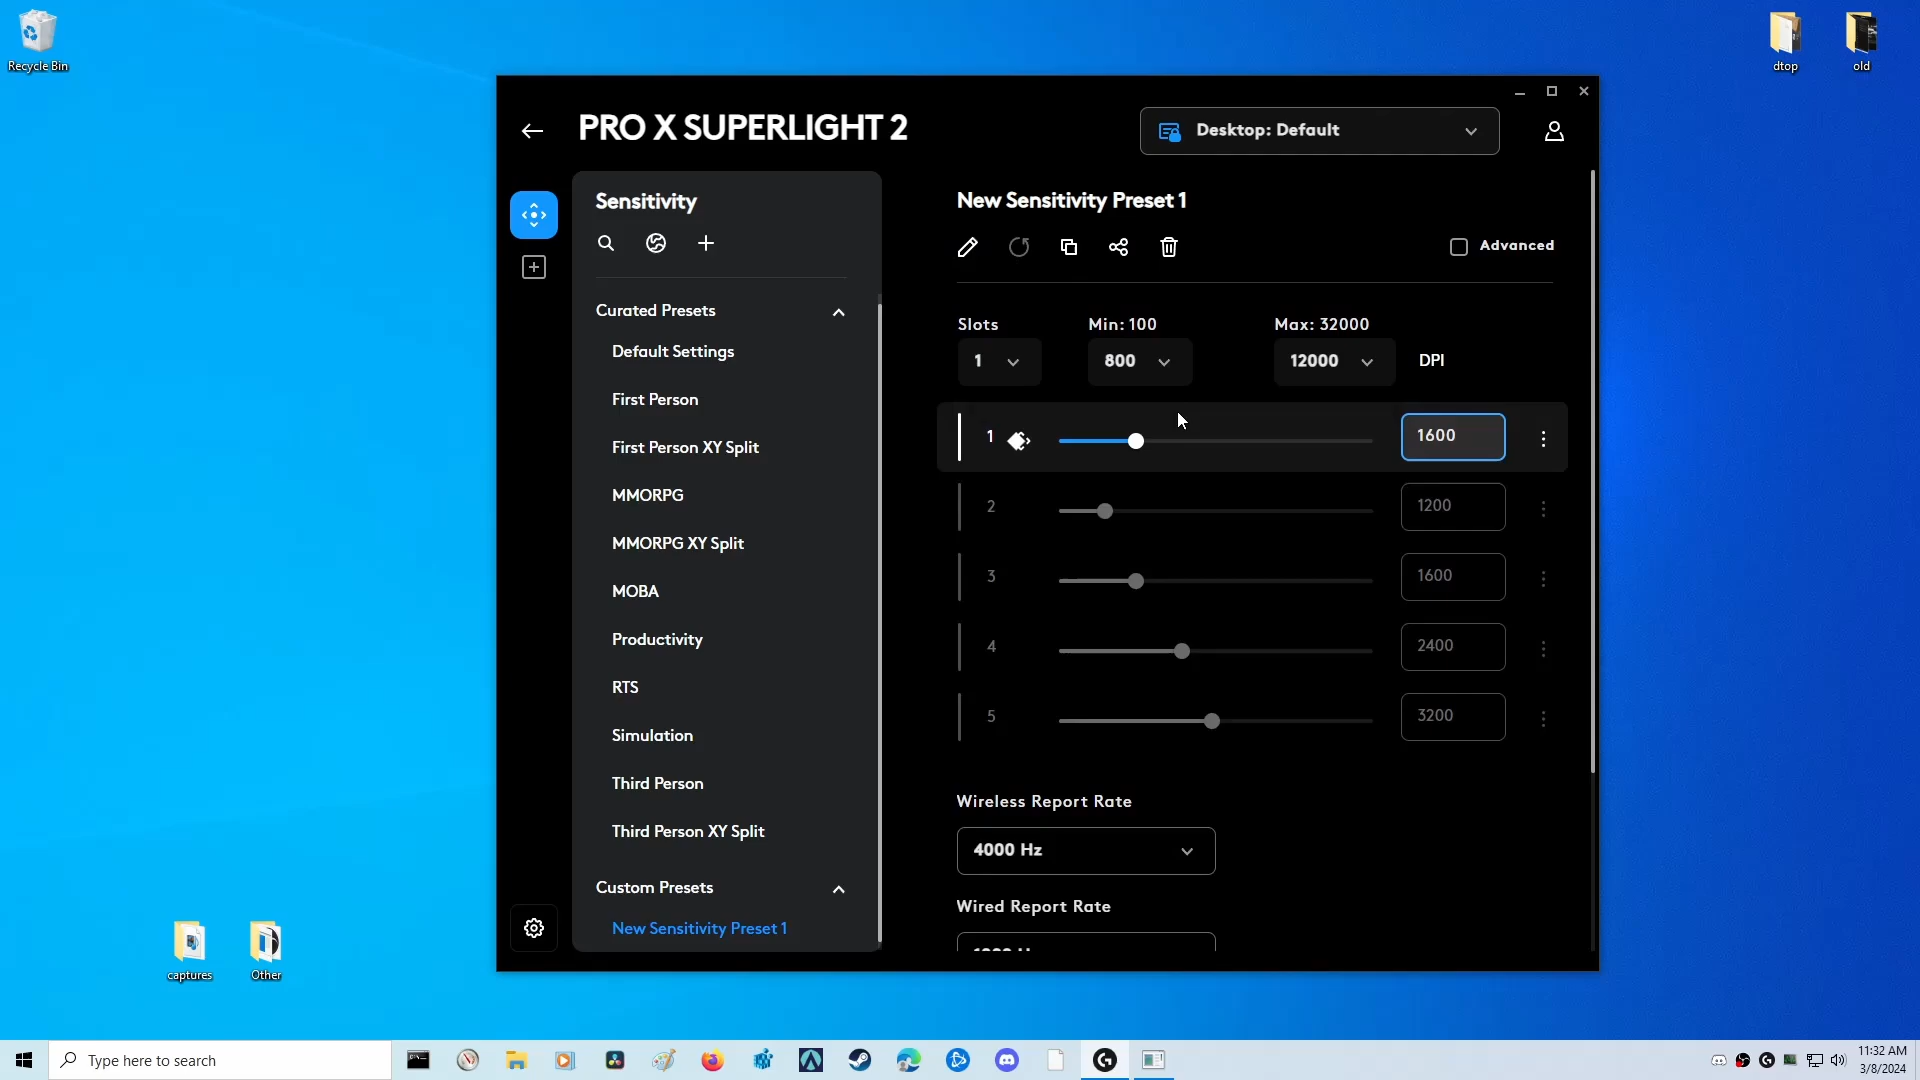 Recycle Bin
dtop
old
PRO X SUPERLIGHT 2
Desktop: Default
Sensitivity
Curated Presets
Default Settings
First Person
First Person XY Split
MMORPG
MMORPG XY Split
MOBA
Productivity
RTS
Simulation
Third Person
Third Person XY Split
Custom Presets
New Sensitivity Preset 1
New Sensitivity Preset 1
Advanced
Slots
Min: 100
Max: 32000
1
800
12000
DPI
1
1600
2
1200
3
1600
4
2400
5
3200
Wireless Report Rate
4000 Hz
Wired Report Rate
captures
Other
Type here to search
11:32 AM
3/8/2024